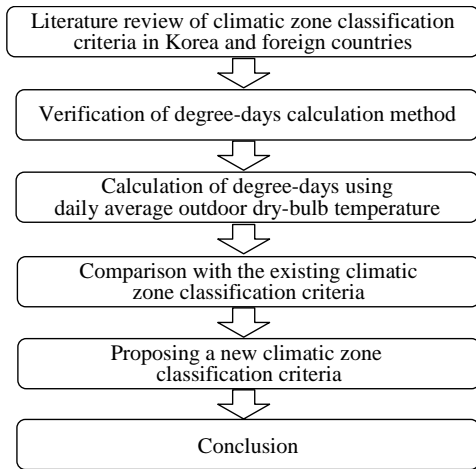 Literature review of climatic zone classification
criteria in Korea and foreign countries
Verification of degree-days calculation method
Calculation of degree-days using
daily average outdoor dry-bulb temperature
Comparison with the existing climatic
zone classification criteria
Proposing a new climatic zone
classification criteria
Conclusion